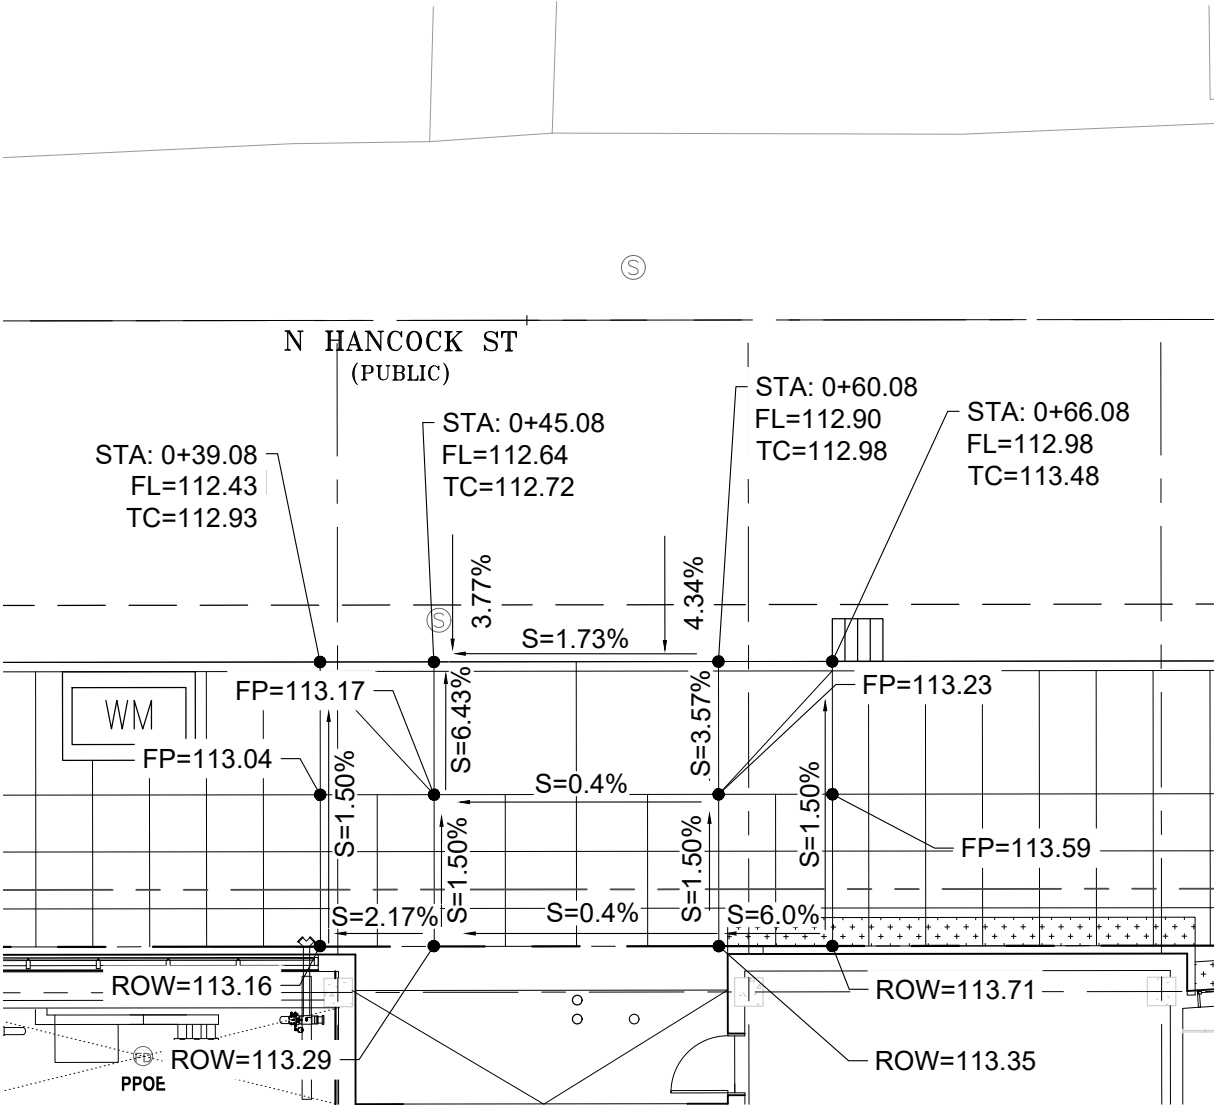 S
N HANCOCK ST
(PUBLIC)
STA: 0+39.08
FL=112.43
TC=112.93
STA: 0+45.08
FL=112.64
TC=112.72
STA: 0+60.08
FL=112.90
TC=112.98
STA: 0+66.08
FL=112.98
TC=113.48
3.77%
4.34%
S
S=1.73%
FP=113.17
S=6.43%
S=3.57%
FP=113.23
WM
FP=113.04
S=1.50%
S=0.4%
S=1.50%
S=1.50%
S=1.50%
FP=113.59
S=2.17%
S=0.4%
S=6.0%
ROW=113.16
ROW=113.71
FB
PPOE
ROW=113.29
ROW=113.35